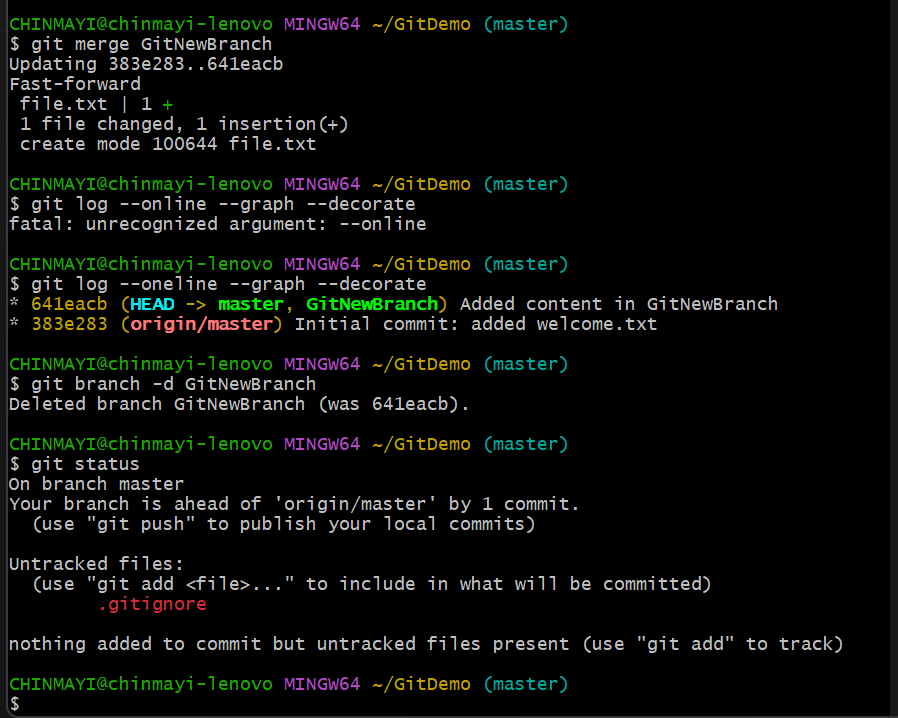 CHINMAYI@chinmayi-lenovo MINGW64 ~/GitDemo (master)
$ git merge GitNewBranch
Updating 383e283..641eacb
Fast-forward
 file.txt | 1 +
 1 file changed, 1 insertion(+)
 create mode 100644 file.txt

CHINMAYI@chinmayi-lenovo MINGW64 ~/GitDemo (master)
$ git log --online --graph --decorate
fatal: unrecognized argument: --online

CHINMAYI@chinmayi-lenovo MINGW64 ~/GitDemo (master)
$ git log --oneline --graph --decorate
* 641eacb (HEAD -> master, GitNewBranch) Added content in GitNewBranch
* 383e283 (origin/master) Initial commit: added welcome.txt

CHINMAYI@chinmayi-lenovo MINGW64 ~/GitDemo (master)
$ git branch -d GitNewBranch
Deleted branch GitNewBranch (was 641eacb).

CHINMAYI@chinmayi-lenovo MINGW64 ~/GitDemo (master)
$ git status
On branch master
Your branch is ahead of 'origin/master' by 1 commit.
  (use "git push" to publish your local commits)

Untracked files:
  (use "git add <file>..." to include in what will be committed)
        .gitignore

nothing added to commit but untracked files present (use "git add" to track)

CHINMAYI@chinmayi-lenovo MINGW64 ~/GitDemo (master)
$